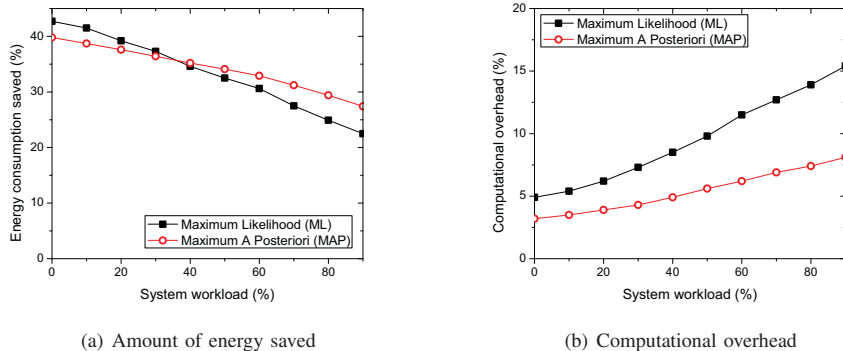 Energy consumption saved (%)
40
30
20
10
0
Maximum Likelihood (ML)
Maximum A Posteriori (MAP)
0 20 40 60 80
System workload (%)
(a) Amount of energy saved
Computational overhead (%)
20
15
10
5
0
Maximum Likelihood (ML)
Maximum A Posteriori (MAP)
0 20 40 60 80
System workload (%)
(b) Computational overhead